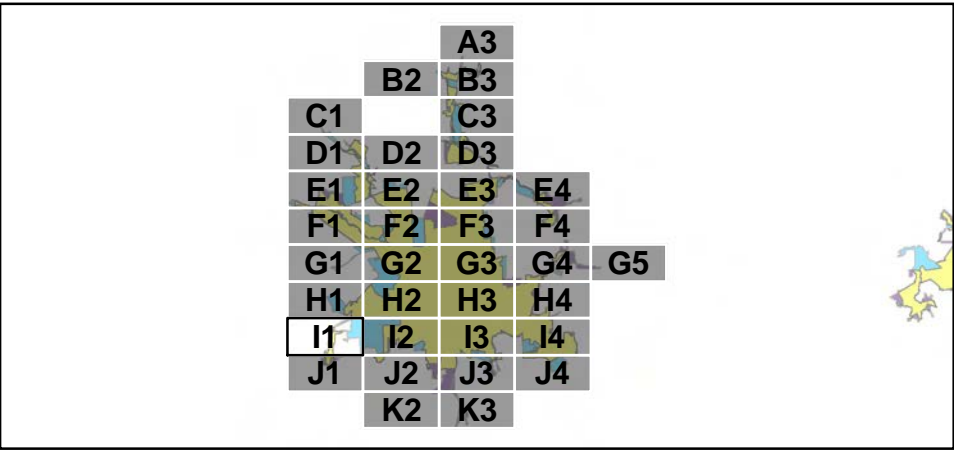 A3
B2 B3
C1 C3
D1 D2 D3
E1 E2 E3 E4
F1 F2 F3 F4
G1 G2 G3 G4 G5
H1 H2 H3 H4
I1 I2 I3 I4
J1 J2 J3 J4
K2 K3